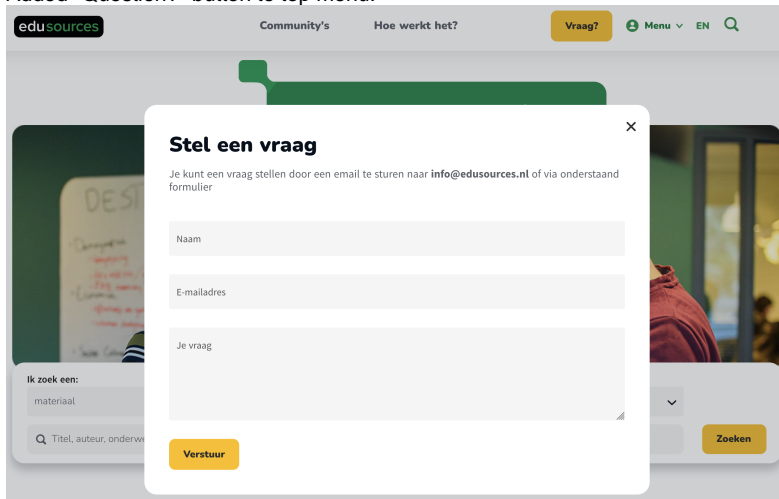 Added "Question?" button to top menu.
edusources
Community's
Hoe werkt het?
Vraag?
Menu
EN
Stel een vraag
Je kunt een vraag stellen door een email te sturen naar info@edusources.nl of via onderstaand
formulier
Naam
E-mailadres
Je vraag
Verstuur
Ik zoek een:
materiaal
Titel, auteur, onderwe
Zoeken